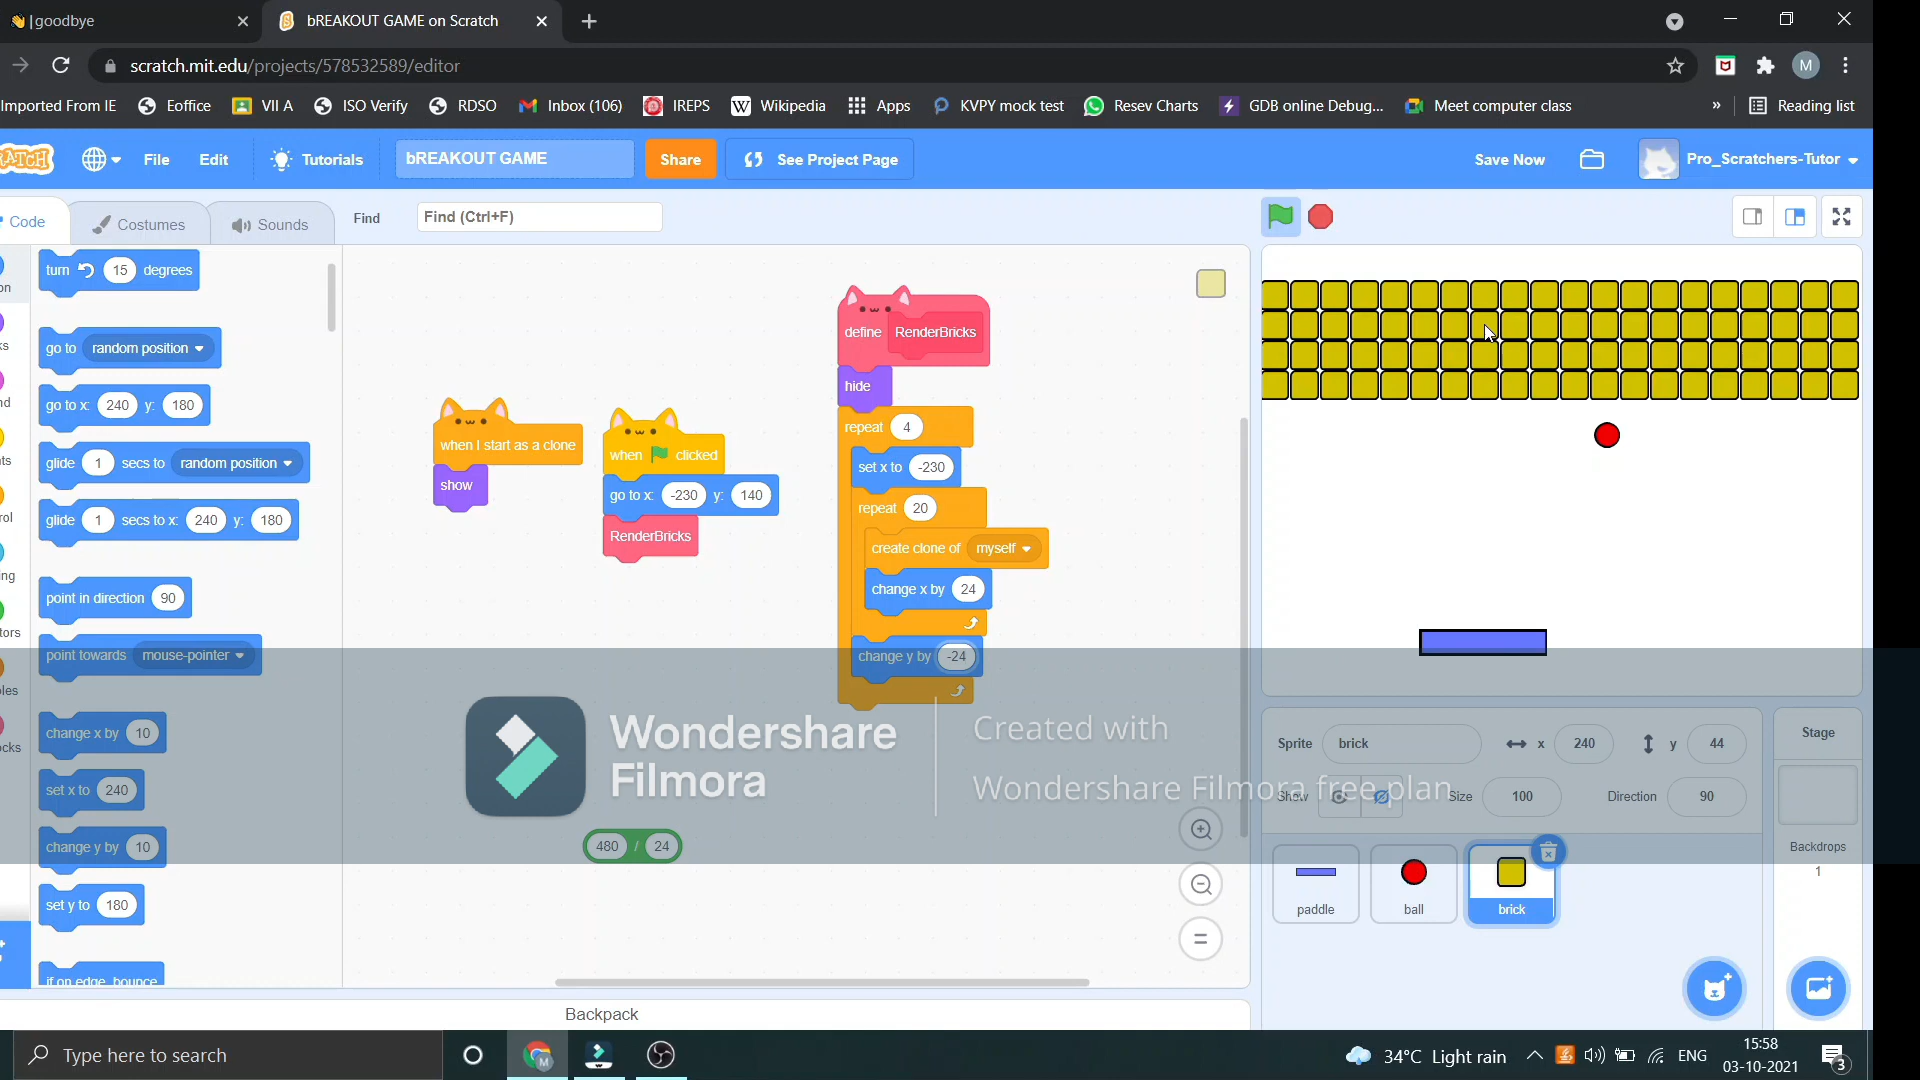 goodbye
bREAKOUT GAME on Scratch
scratch.mit.edu/projects/578532589/editor
M
Imported From IE
Eoffice
VII A
ISO Verify
RDSO
Inbox (106)
IREPS
W Wikipedia
Apps
KVPY mock test
Resev Charts
GDB online Debug...
Meet computer class
»
Reading list
File
Edit
Tutorials
bREAKOUT GAME
Share
See Project Page
Save Now
Pro_Scratchers-Tutor
Code
Costumes
Sounds
Find
Find (Ctrl+F)
turn 15 degrees
go to random position
go to x: 240 y: 180
glide 1 secs to random position
glide 1 secs to x: 240 y: 180
point in direction 90
point towards mouse-pointer
change x by 10
set x to 240
change y by 10
set y to 180
if on edge, bounce
when I start as a clone
show
when clicked
go to x: -230 y: 140
RenderBricks
define RenderBricks
hide
repeat 4
set x to -230
repeat 20
create clone of myself
change x by 24
change y by -24
480 / 24
Wondershare
Filmora
Created with
Wondershare Filmora free plan
Sprite brick x 240 y 44
Show Size 100 Direction 90
paddle
ball
brick
Stage
Backdrops
1
Backpack
Type here to search
M
34°C Light rain
ENG
15:58
03-10-2021
3